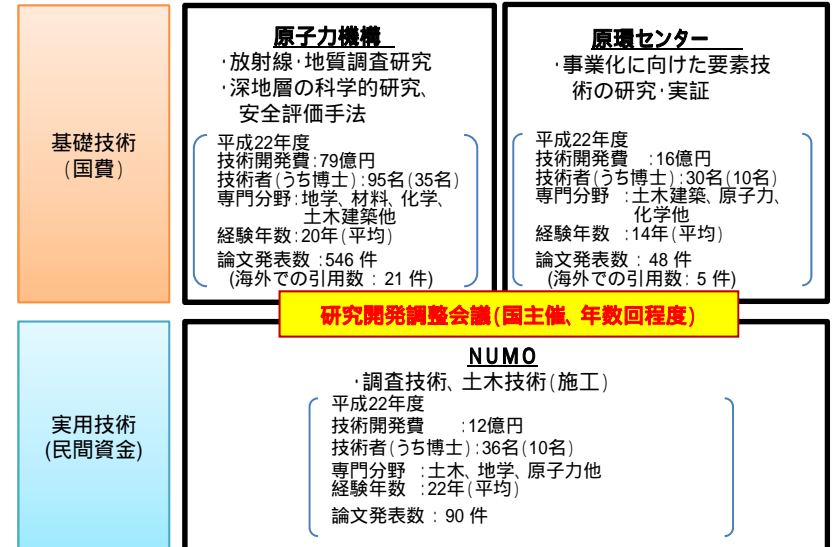 基礎技術
(国費)
原子力機構
･放射線･地質調査研究
･深地層の科学的研究、
安全評価手法
平成22年度
技術開発費:79億円
技術者(うち博士):95名(35名)
専門分野:地学、材料、化学、
土木建築他
経験年数:20年(平均)
論文発表数:546 件
(海外での引用数: 21 件)
原環センター
･事業化に向けた要素技
術の研究･実証
平成22年度
技術開発費 :16億円
技術者(うち博士):30名(10名)
専門分野 :土木建築、原子力、
化学他
経験年数 :14年(平均)
論文発表数 : 48 件
(海外での引用数: 5 件)
研究開発調整会議(国主催、年数回程度)
実用技術
(民間資金)
NUMO
･調査技術、土木技術(施工)
平成22年度
技術開発費 :12億円
技術者(うち博士):36名(10名)
専門分野 :土木、地学、原子力他
経験年数 :22年(平均)
論文発表数 : 90 件